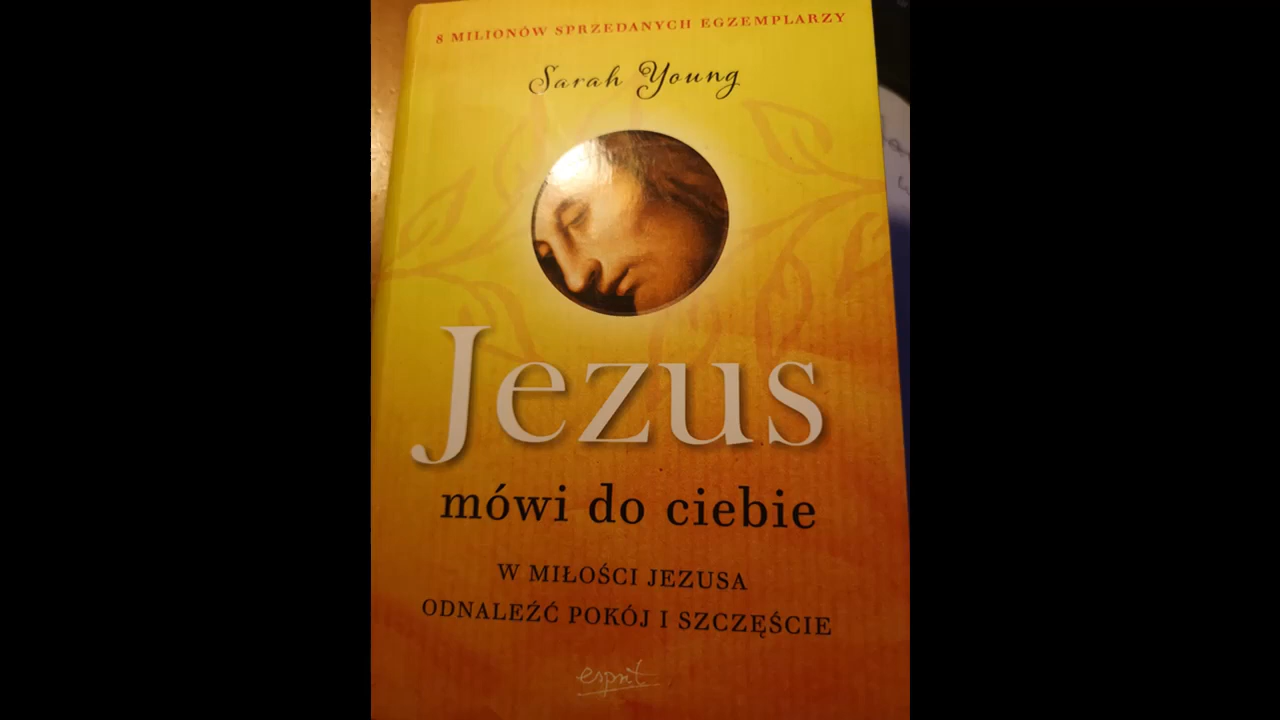 8 MILIONÓW SPRZEDANYCH EGZEMPLARZY
Sarah Young
Jezus
mówi do ciebie
W MIŁOŚCI JEZUSA
ODNALEŹĆ POKÓJ I SZCZĘŚCIE
esprit